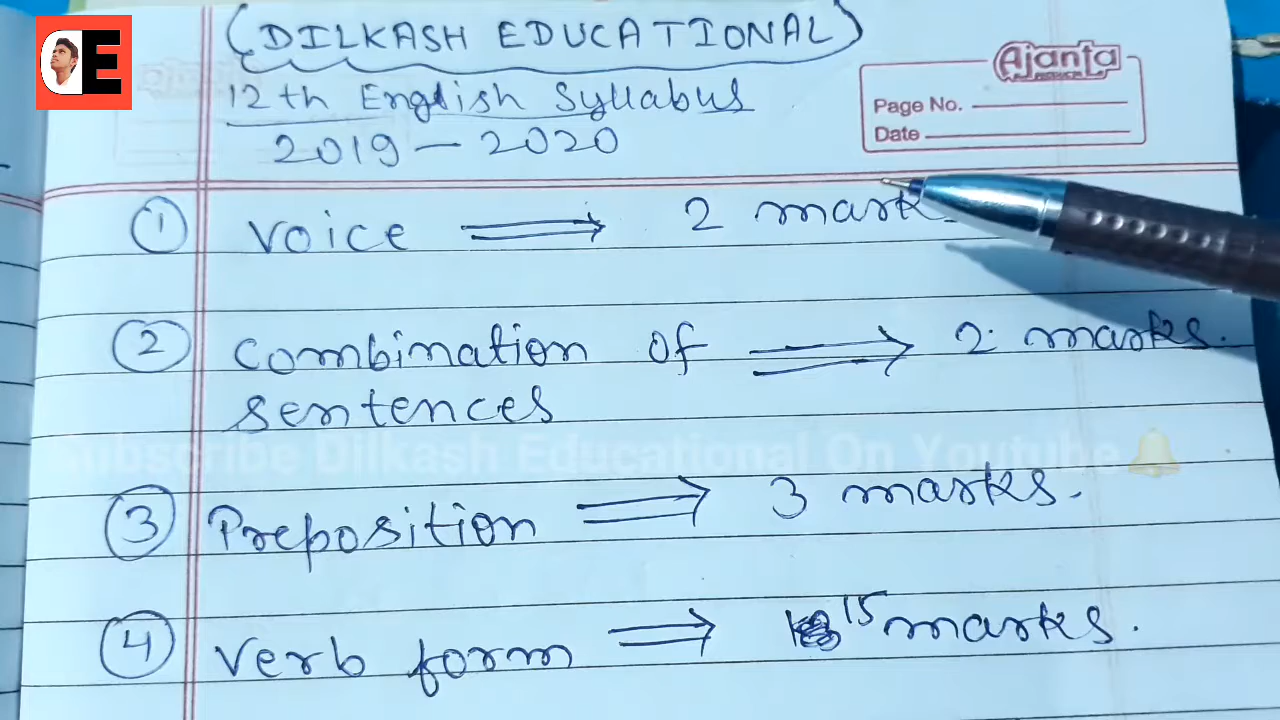 E
(DILKASH EDUCATIONAL)
Ajanta
12th English Syllabus
Page No.
2019 - 2020
Date
① Voice ⟹ 2 mark
② Combination of ⟹ 2 marks.
sentences
Subscribe Dilkash Educational On Youtube
③ Preposition ⟹ 3 marks.
④ Verb form ⟹ 15 marks.